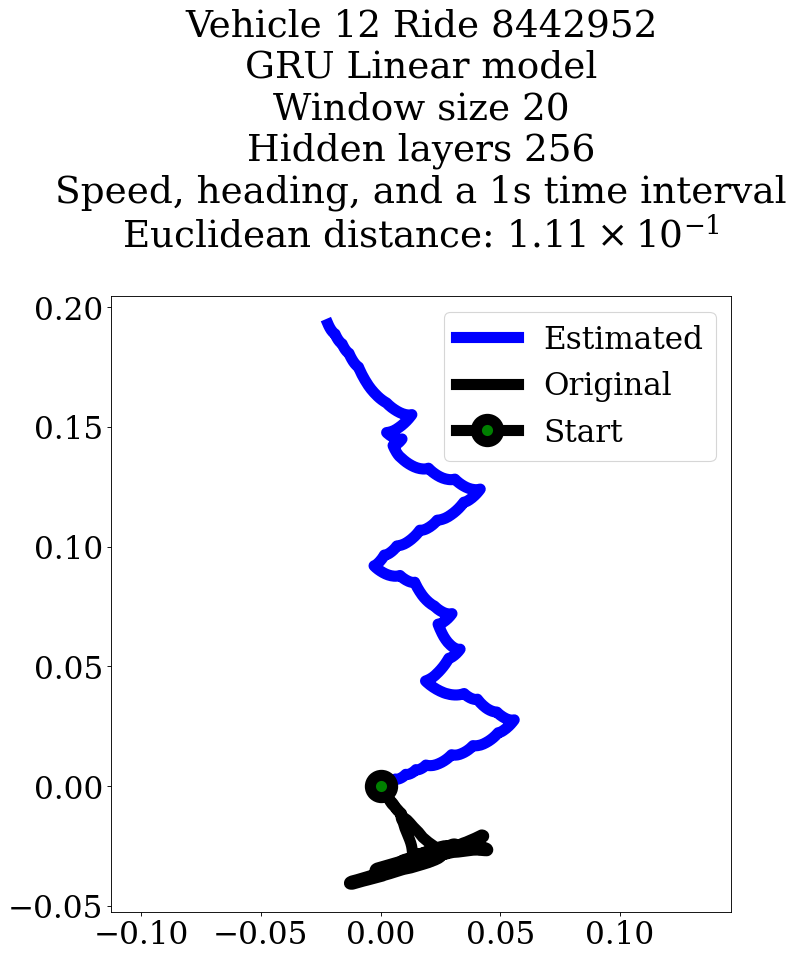 Vehicle 12 Ride 8442952
GRU Linear model
Window size 20
Hidden layers 256
Speed, heading, and a 1s time interval
Euclidean distance: 1.11 × 10⁻¹
0.20
0.15
0.10
0.05
0.00
−0.05
Estimated
Original
Start
−0.10 −0.05 0.00 0.05 0.10